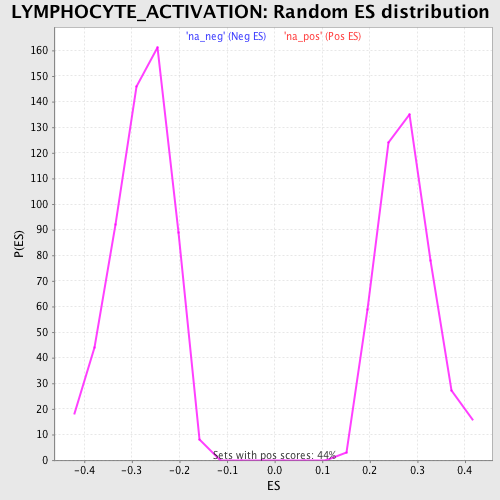 LYMPHOCYTE_ACTIVATION: Random ES distribution
'na_neg' (Neg ES) 'na_pos' (Pos ES)
160
150
140
130
120
110
100
90
80
70
60
50
40
30
20
10
0
P(ES)
Sets with pos scores: 44%
-0.4 -0.3 -0.2 -0.1 0.0 0.1 0.2 0.3 0.4
ES